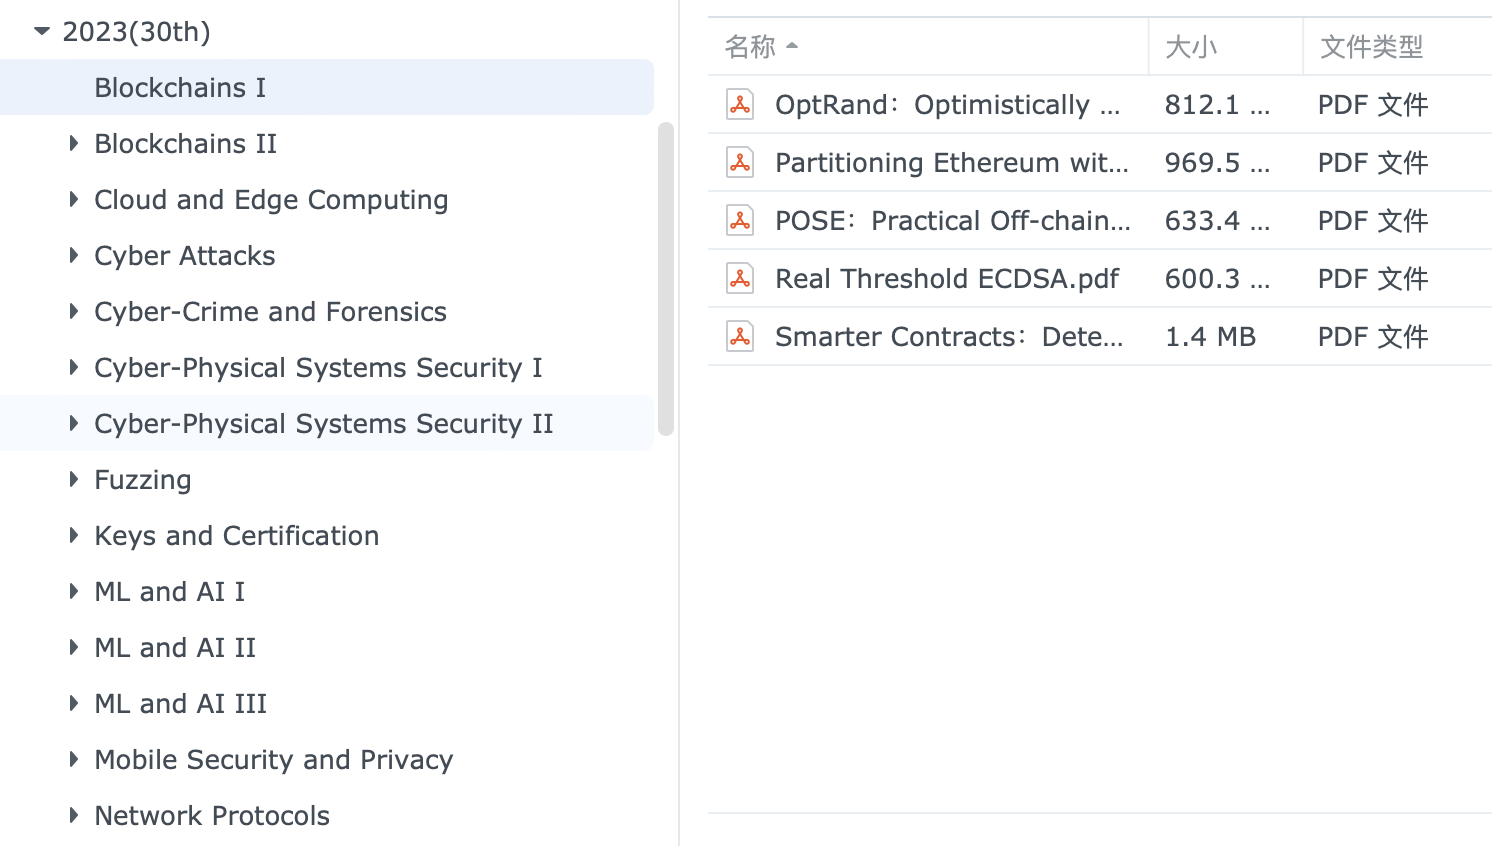 2023(30th)
Blockchains I
Blockchains II
Cloud and Edge Computing
Cyber Attacks
Cyber-Crime and Forensics
Cyber-Physical Systems Security I
Cyber-Physical Systems Security II
Fuzzing
Keys and Certification
ML and AI I
ML and AI II
ML and AI III
Mobile Security and Privacy
Network Protocols
名称 大小 文件类型
OptRand：Optimistically ... 812.1 ... PDF 文件
Partitioning Ethereum wit... 969.5 ... PDF 文件
POSE：Practical Off-chain... 633.4 ... PDF 文件
Real Threshold ECDSA.pdf 600.3 ... PDF 文件
Smarter Contracts：Dete... 1.4 MB PDF 文件